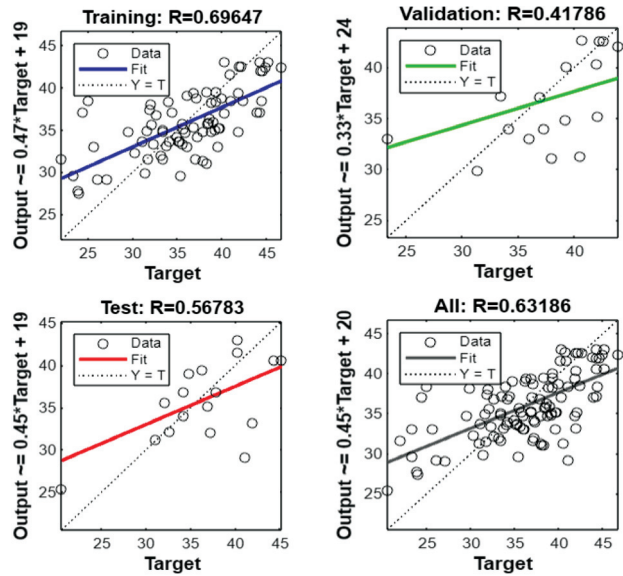 Training: R=0.69647
Output ~= 0.47*Target + 19
45
40
35
30
25
Data
Fit
Y = T
25 30 35 40 45
Target
Validation: R=0.41786
Output ~= 0.33*Target + 24
40
35
30
25
Data
Fit
Y = T
25 30 35 40
Target
Test: R=0.56783
Output ~= 0.45*Target + 19
45
40
35
30
25
Data
Fit
Y = T
25 30 35 40 45
Target
All: R=0.63186
Output ~= 0.45*Target + 20
45
40
35
30
25
Data
Fit
Y = T
25 30 35 40 45
Target